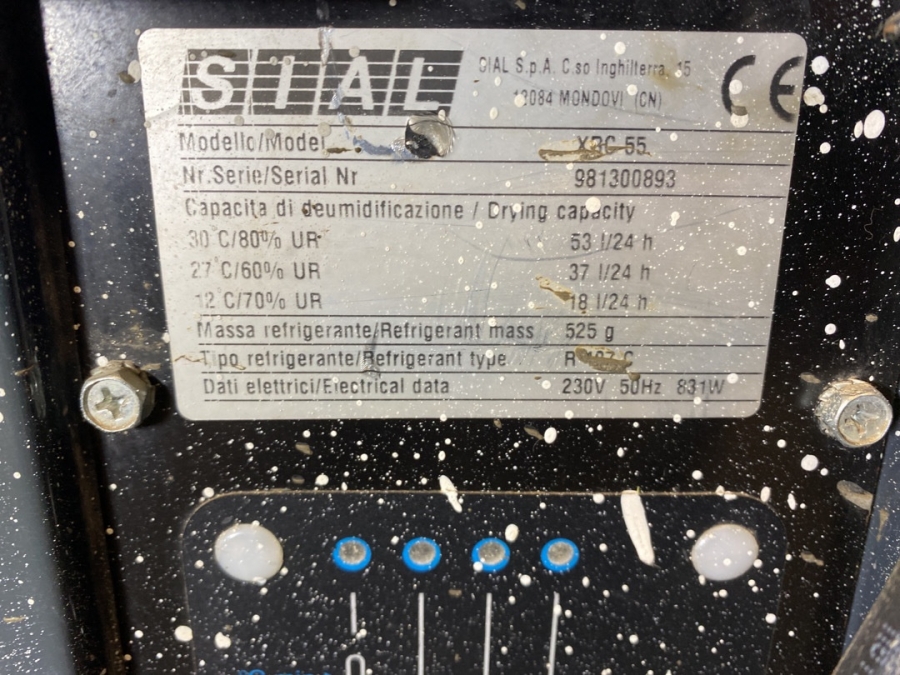 SIAL
SIAL S.p.A. C.so Inghilterra, 15
12084 MONDOVI (CN)
CE
Modello/Model
Nr.Serie/Serial Nr 981300893
Capacita di deumidificazione / Drying capacity
30 C/80% UR 53 l/24 h
27 C/60% UR 37 l/24 h
12 C/70% UR 18 l/24 h
Massa refrigerante/Refrigerant mass 525 g
Tipo refrigerante/Refrigerant type R 407 C
Dati elettrici/Electrical data 230V 50Hz 831W